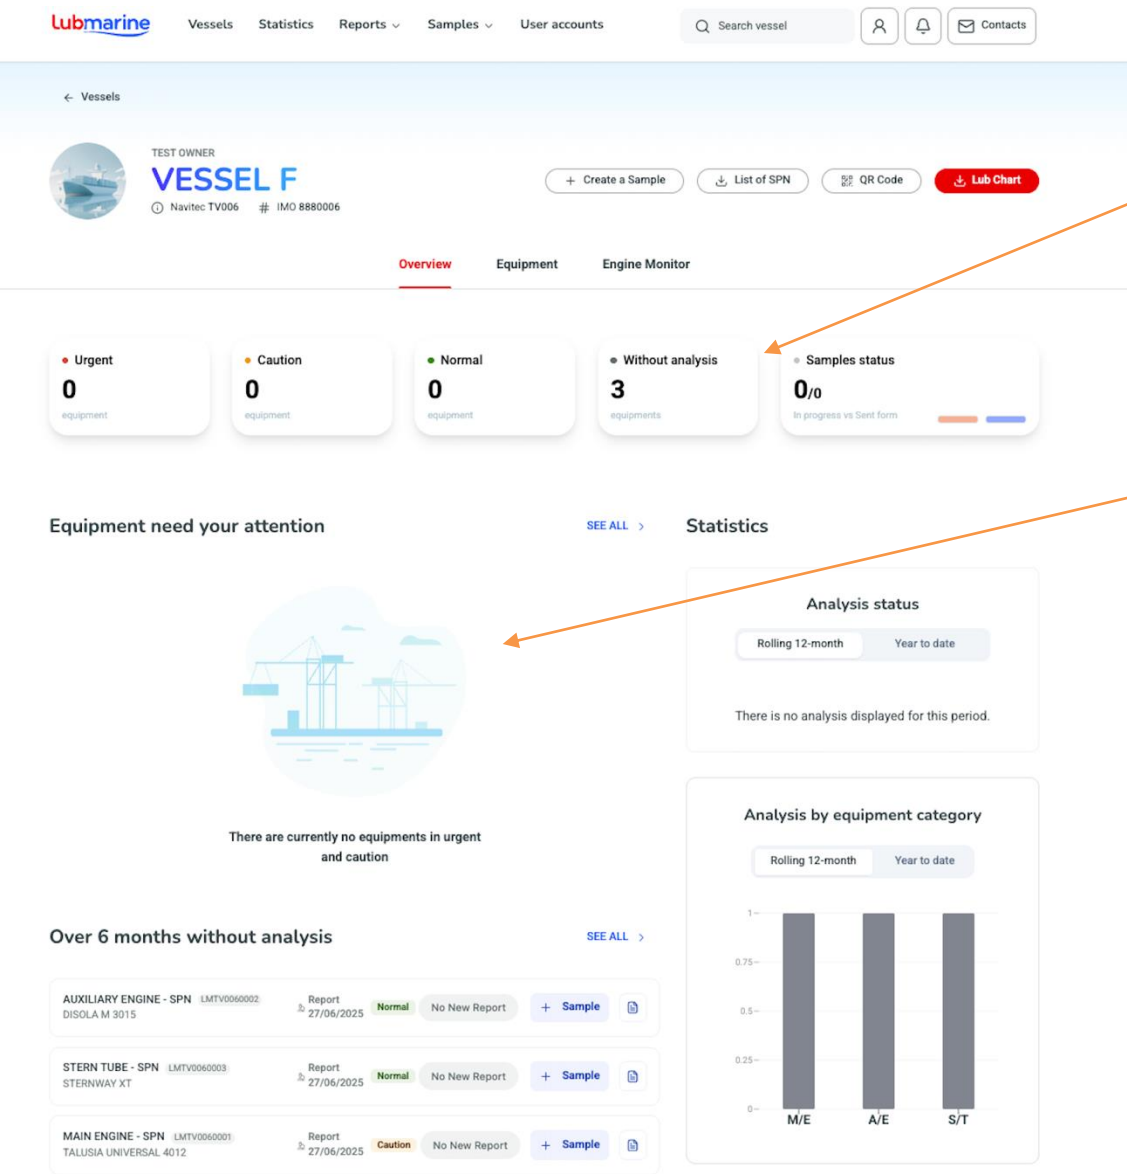 Lubmarine
Vessels Statistics Reports Samples User accounts Search vessel Contacts
← Vessels
TEST OWNER
VESSEL F
Navitec TV006 # IMO 8880006
+ Create a Sample List of SPN QR Code Lub Chart
Overview Equipment Engine Monitor
Urgent
0
equipment
Caution
0
equipment
Normal
0
equipment
Without analysis
3
equipments
Samples status
0/0
In progress vs Sent form
Equipment need your attention SEE ALL >
There are currently no equipments in urgent
and caution
Over 6 months without analysis SEE ALL >
AUXILIARY ENGINE - SPN LMTV0060002
DISOLA M 3015
Report
27/06/2025
Normal No New Report + Sample
STERN TUBE - SPN LMTV0060003
STERNWAY XT
Report
27/06/2025
Normal No New Report + Sample
MAIN ENGINE - SPN LMTV0060001
TALUSIA UNIVERSAL 4012
Report
27/06/2025
Caution No New Report + Sample
Statistics
Analysis status
Rolling 12-month Year to date
There is no analysis displayed for this period.
Analysis by equipment category
Rolling 12-month Year to date
1
0.75
0.5
0.25
0
M/E A/E S/T